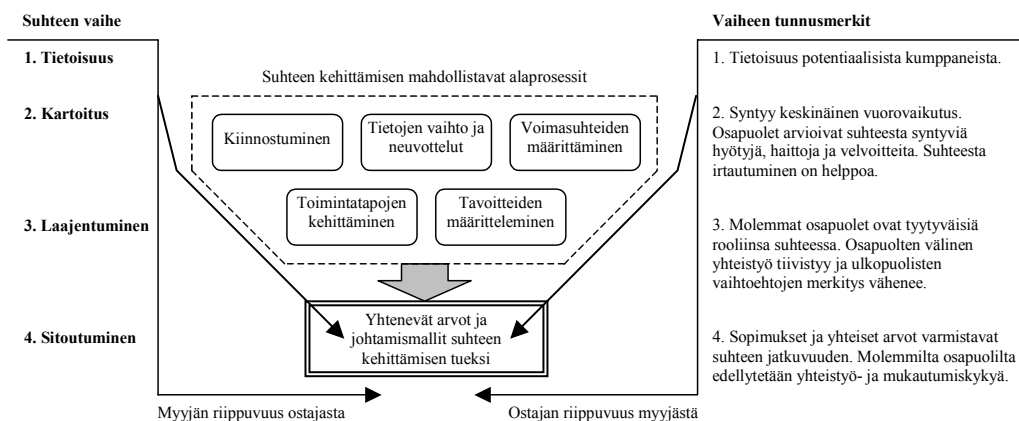 Suhteen vaihe
Vaiheen tunnusmerkit
1. Tietoisuus
1. Tietoisuus potentiaalisista kumppaneista.
Suhteen kehittämisen mahdollistavat alaprosessit
2. Kartoitus
2. Syntyy keskinäinen vuorovaikutus.
Osapuolet arvioivat suhteesta syntyviä
hyötyjä, haittoja ja velvoitteita. Suhteesta
irtautuminen on helppoa.
Kiinnostuminen
Tietojen vaihto ja
neuvottelut
Voimasuhteiden
määrittäminen
Toimintatapojen
kehittäminen
Tavoitteiden
määritteleminen
3. Laajentuminen
3. Molemmat osapuolet ovat tyytyväisiä
rooliinsa suhteessa. Osapuolten välinen
yhteistyö tiivistyy ja ulkopuolisten
vaihtoehtojen merkitys vähenee.
4. Sitoutuminen
Yhtenevät arvot ja
johtamismallit suhteen
kehittämisen tueksi
4. Sopimukset ja yhteiset arvot varmistavat
suhteen jatkuvuuden. Molemmilta osapuolilta
edellytetään yhteistyö- ja mukautumiskykyä.
Myyjän riippuvuus ostajasta
Ostajan riippuvuus myyjästä